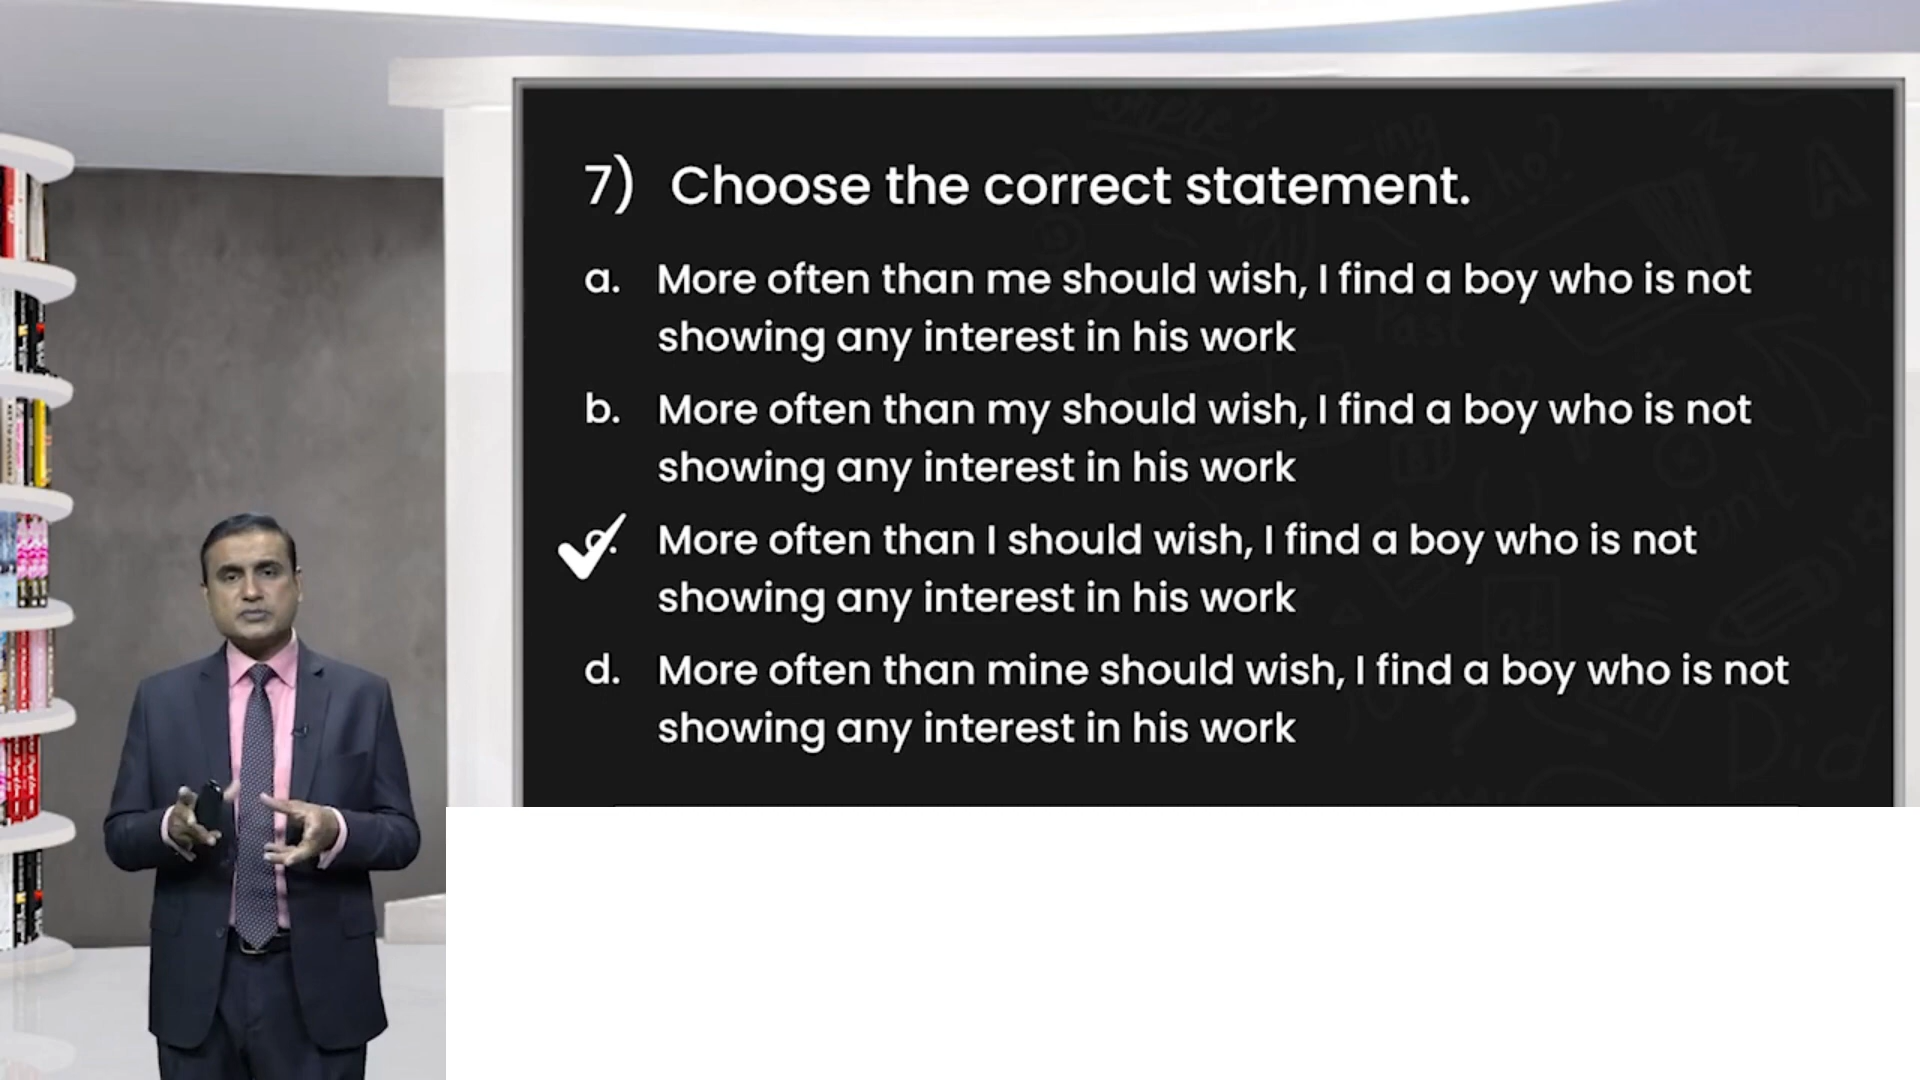 7) Choose the correct statement.
a. More often than me should wish, I find a boy who is not
showing any interest in his work
b. More often than my should wish, I find a boy who is not
showing any interest in his work
c. More often than I should wish, I find a boy who is not
showing any interest in his work
d. More often than mine should wish, I find a boy who is not
showing any interest in his work